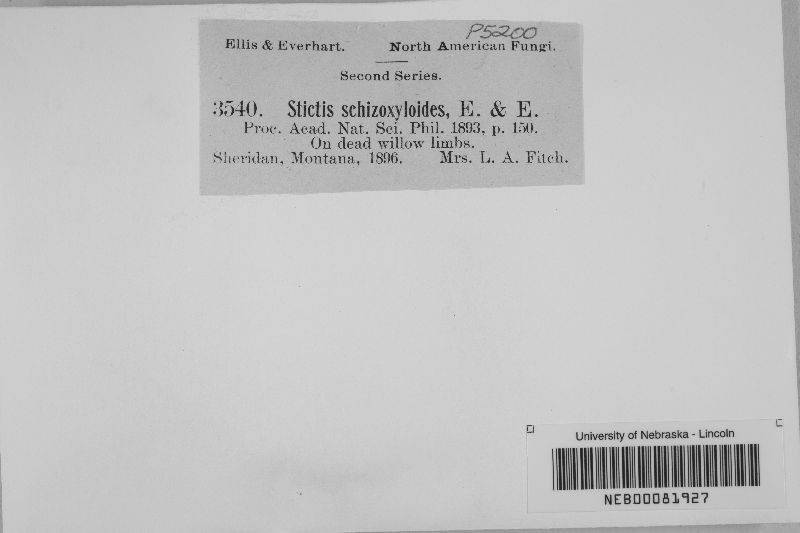 P5200
Ellis & Everhart. North American Fungi.
Second Series.
3540. Stictis schizoxyloides, E. & E.
Proc. Acad. Nat. Sci. Phil. 1893, p. 150.
On dead willow limbs.
Sheridan, Montana, 1896. Mrs. L. A. Fitch.
University of Nebraska - Lincoln
NEB00081927